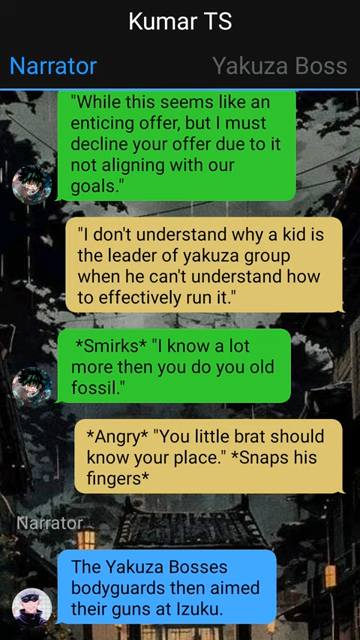 Kumar TS
Narrator
Yakuza Boss
"While this seems like an
enticing offer, but I must
decline your offer due to it
not aligning with our
goals."
"I don't understand why a kid is
the leader of yakuza group
when he can't understand how
to effectively run it."
*Smirks* "I know a lot
more then you do you old
fossil."
*Angry* "You little brat should
know your place." *Snaps his
fingers*
Narrator
The Yakuza Bosses
bodyguards then aimed
their guns at Izuku.